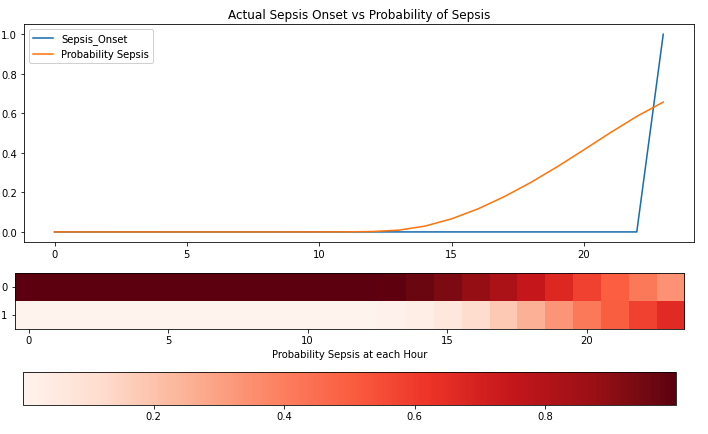 Actual Sepsis Onset vs Probability of Sepsis
1.0
Sepsis_Onset
Probability Sepsis
0.8
0.6
0.4
0.2
0.0
0 5 10 15 20
0
1
0 5 10 15 20
Probability Sepsis at each Hour
0.2 0.4 0.6 0.8